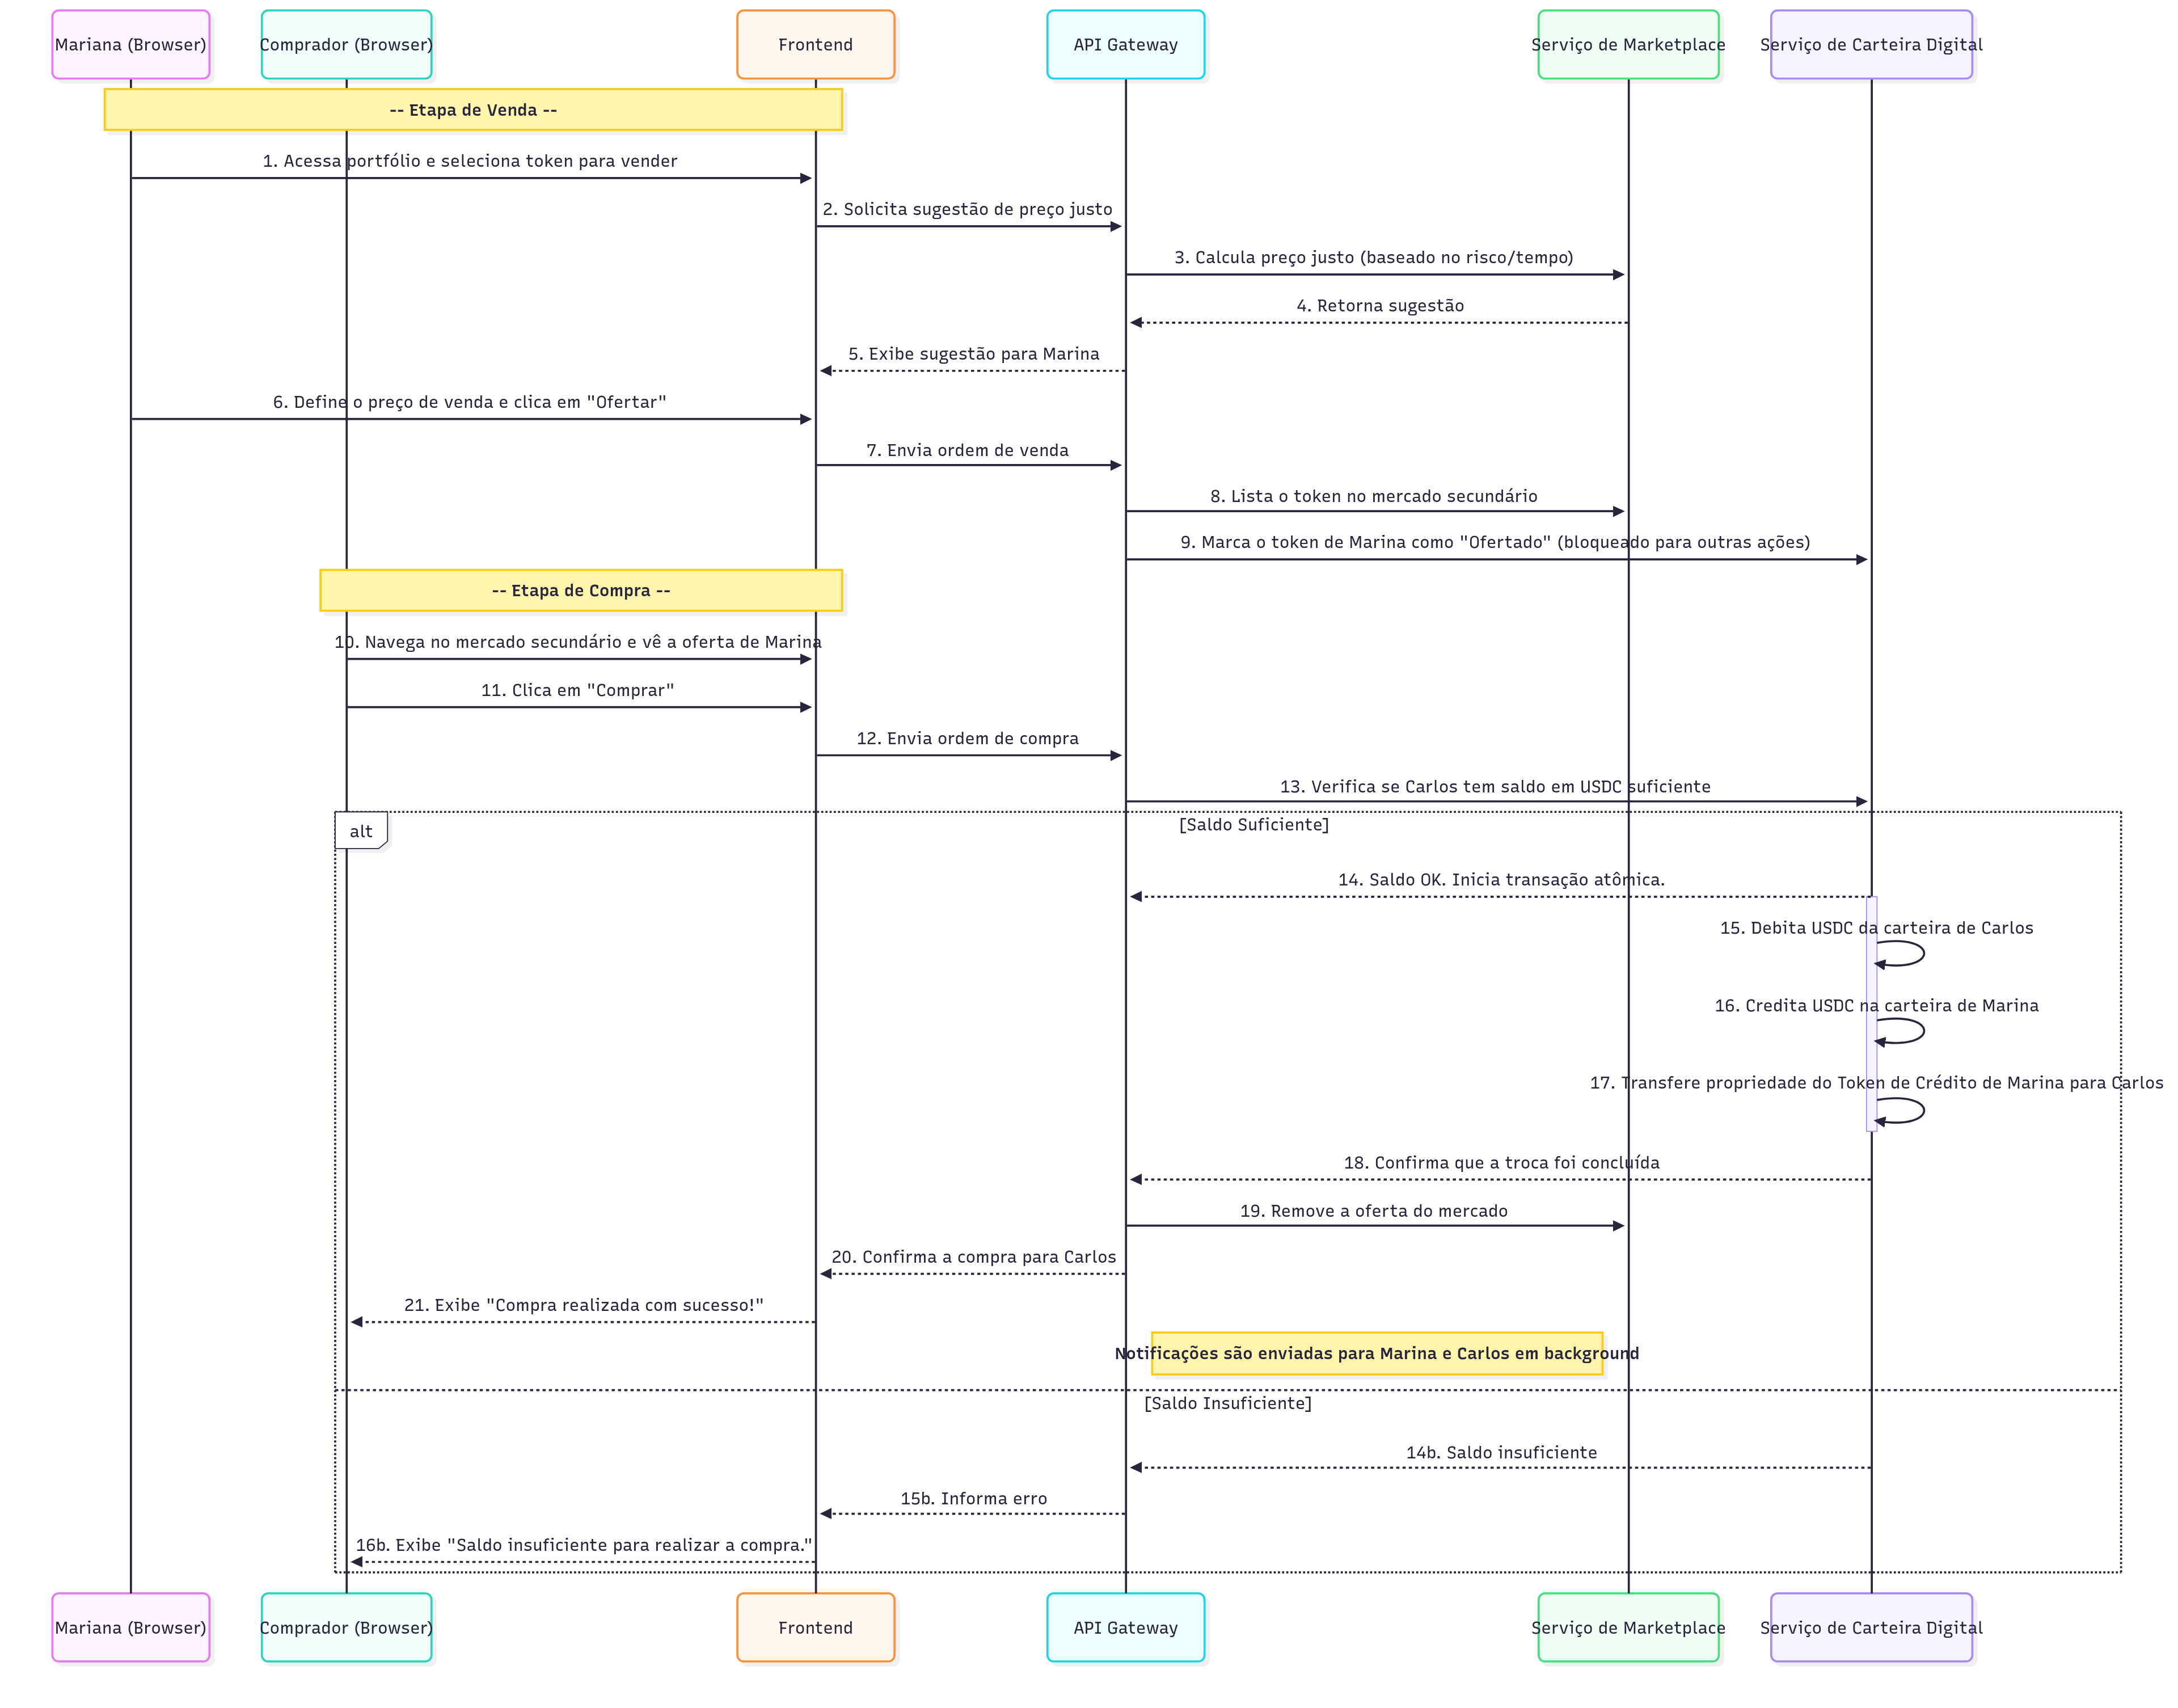 Mariana (Browser)
Comprador (Browser)
Frontend
API Gateway
Serviço de Marketplace
Serviço de Carteira Digital
-- Etapa de Venda --
1. Acessa portfólio e seleciona token para vender
2. Solicita sugestão de preço justo
3. Calcula preço justo (baseado no risco/tempo)
4. Retorna sugestão
5. Exibe sugestão para Marina
6. Define o preço de venda e clica em "Ofertar"
7. Envia ordem de venda
8. Lista o token no mercado secundário
9. Marca o token de Marina como "Ofertado" (bloqueado para outras ações)
-- Etapa de Compra --
10. Navega no mercado secundário e vê a oferta de Marina
11. Clica em "Comprar"
12. Envia ordem de compra
13. Verifica se Carlos tem saldo em USDC suficiente
alt
[Saldo Suficiente]
14. Saldo OK. Inicia transação atômica.
15. Debita USDC da carteira de Carlos
16. Credita USDC na carteira de Marina
17. Transfere propriedade do Token de Crédito de Marina para Carlos
18. Confirma que a troca foi concluída
19. Remove a oferta do mercado
20. Confirma a compra para Carlos
21. Exibe "Compra realizada com sucesso!"
Notificações são enviadas para Marina e Carlos em background
[Saldo Insuficiente]
14b. Saldo insuficiente
15b. Informa erro
16b. Exibe "Saldo insuficiente para realizar a compra."
Mariana (Browser)
Comprador (Browser)
Frontend
API Gateway
Serviço de Marketplace
Serviço de Carteira Digital